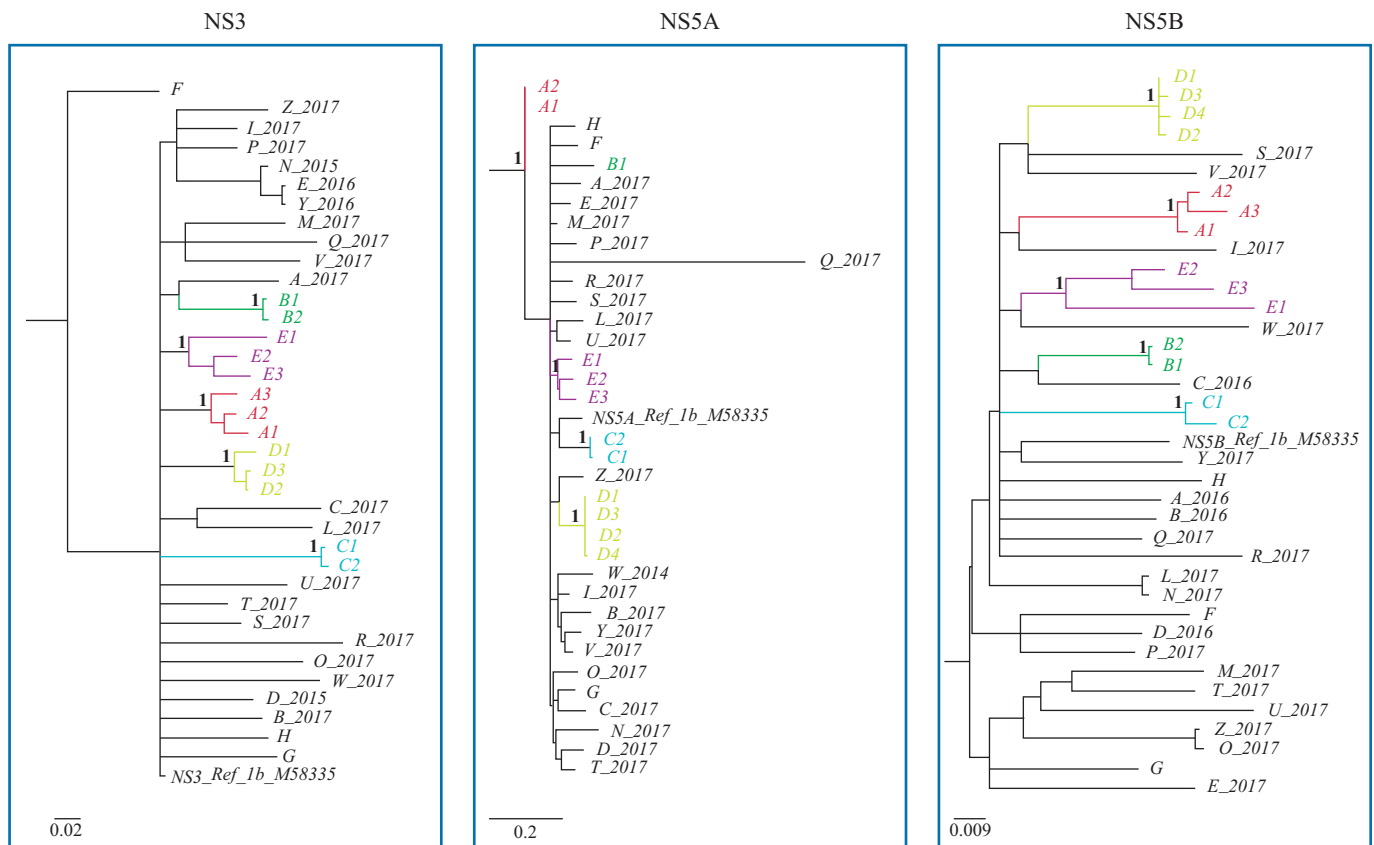 NS3
F
Z_2017
I_2017
P_2017
N_2015
E_2016
Y_2016
M_2017
Q_2017
V_2017
A_2017
1
B1
B2
1
E1
E2
E3
1
A3
A2
A1
1
D1
D3
D2
C_2017
L_2017
1
C1
C2
U_2017
T_2017
S_2017
R_2017
O_2017
W_2017
D_2015
B_2017
H
G
NS3_Ref_1b_M58335
0.02
NS5A
A2
A1
1
H
F
B1
A_2017
E_2017
M_2017
P_2017
Q_2017
R_2017
S_2017
L_2017
U_2017
1
E1
E2
E3
NS5A_Ref_1b_M58335
1
C2
C1
Z_2017
1
D1
D3
D2
D4
W_2014
I_2017
B_2017
Y_2017
V_2017
O_2017
G
C_2017
N_2017
D_2017
T_2017
0.2
NS5B
1
D1
D3
D4
D2
S_2017
V_2017
1
A2
A3
A1
I_2017
1
E2
E3
E1
W_2017
1
B2
B1
C_2016
1
C1
C2
NS5B_Ref_1b_M58335
Y_2017
H
A_2016
B_2016
Q_2017
R_2017
L_2017
N_2017
F
D_2016
P_2017
M_2017
T_2017
U_2017
Z_2017
O_2017
G
E_2017
0.009